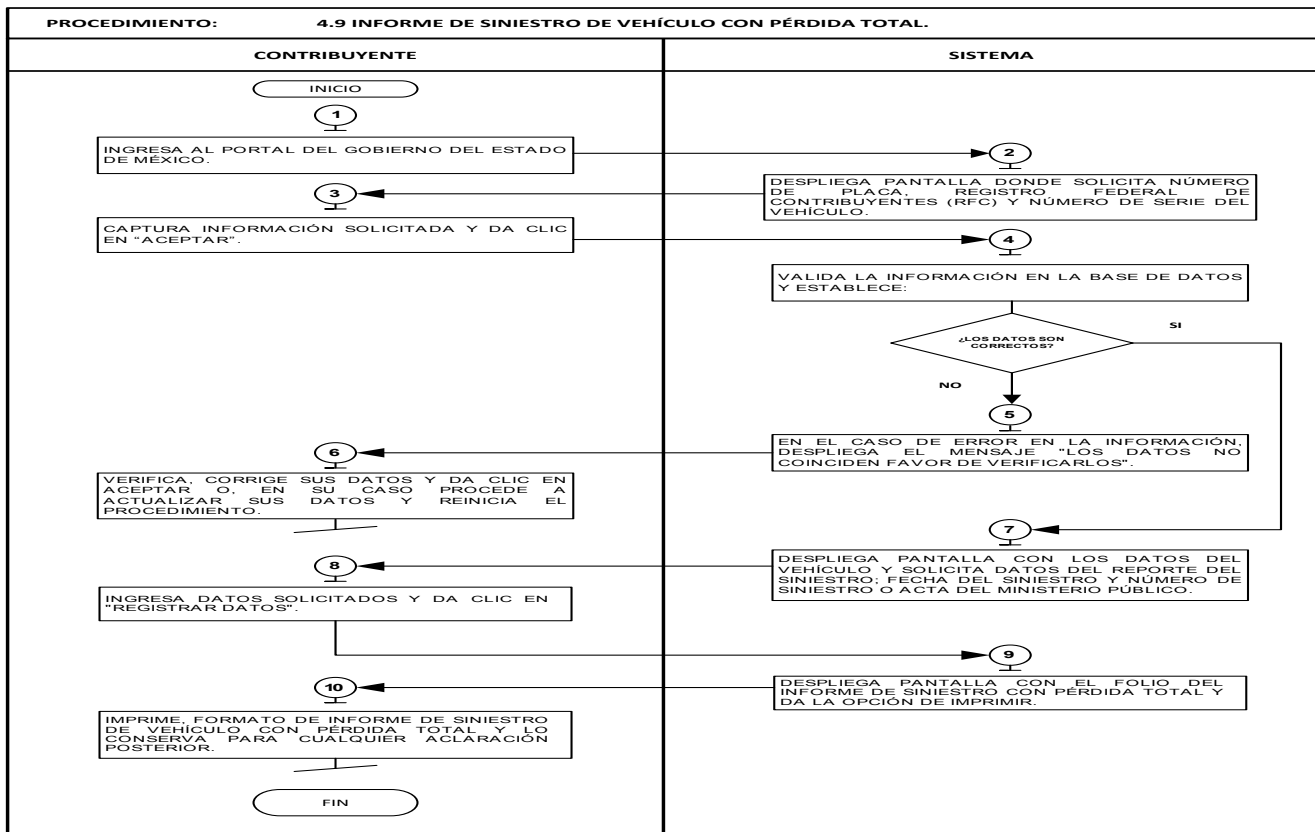 PROCEDIMIENTO: 4.9 INFORME DE SINIESTRO DE VEHÍCULO CON PÉRDIDA TOTAL.
CONTRIBUYENTE
SISTEMA
INICIO
1
INGRESA AL PORTAL DEL GOBIERNO DEL ESTADO
DE MÉXICO.
2
DESPLIEGA PANTALLA DONDE SOLICITA NÚMERO
DE PLACA, REGISTRO FEDERAL DE
CONTRIBUYENTES (RFC) Y NÚMERO DE SERIE DEL
VEHÍCULO.
3
CAPTURA INFORMACIÓN SOLICITADA Y DA CLIC
EN "ACEPTAR".
4
VALIDA LA INFORMACIÓN EN LA BASE DE DATOS
Y ESTABLECE:
¿LOS DATOS SON
CORRECTOS?
SI
NO
5
EN EL CASO DE ERROR EN LA INFORMACIÓN,
DESPLIEGA EL MENSAJE "LOS DATOS NO
COINCIDEN FAVOR DE VERIFICARLOS".
6
VERIFICA, CORRIGE SUS DATOS Y DA CLIC EN
ACEPTAR O, EN SU CASO PROCEDE A
ACTUALIZAR SUS DATOS Y REINICIA EL
PROCEDIMIENTO.
7
DESPLIEGA PANTALLA CON LOS DATOS DEL
VEHÍCULO Y SOLICITA DATOS DEL REPORTE DEL
SINIESTRO; FECHA DEL SINIESTRO Y NÚMERO DE
SINIESTRO O ACTA DEL MINISTERIO PÚBLICO.
8
INGRESA DATOS SOLICITADOS Y DA CLIC EN
"REGISTRAR DATOS".
9
DESPLIEGA PANTALLA CON EL FOLIO DEL
INFORME DE SINIESTRO CON PÉRDIDA TOTAL Y
DA LA OPCIÓN DE IMPRIMIR.
10
IMPRIME, FORMATO DE INFORME DE SINIESTRO
DE VEHÍCULO CON PÉRDIDA TOTAL Y LO
CONSERVA PARA CUALQUIER ACLARACIÓN
POSTERIOR.
FIN